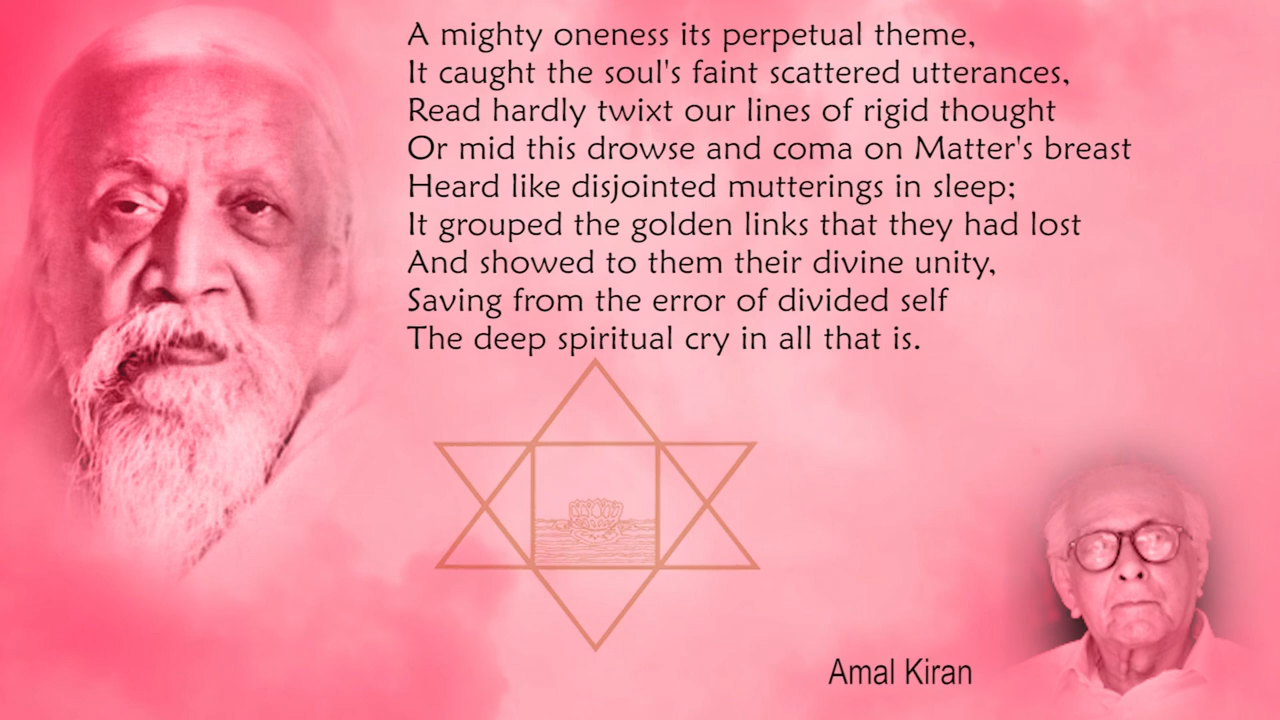 A mighty oneness its perpetual theme,
It caught the soul's faint scattered utterances,
Read hardly twixt our lines of rigid thought
Or mid this drowse and coma on Matter's breast
Heard like disjointed mutterings in sleep;
It grouped the golden links that they had lost
And showed to them their divine unity,
Saving from the error of divided self
The deep spiritual cry in all that is.
Amal Kiran